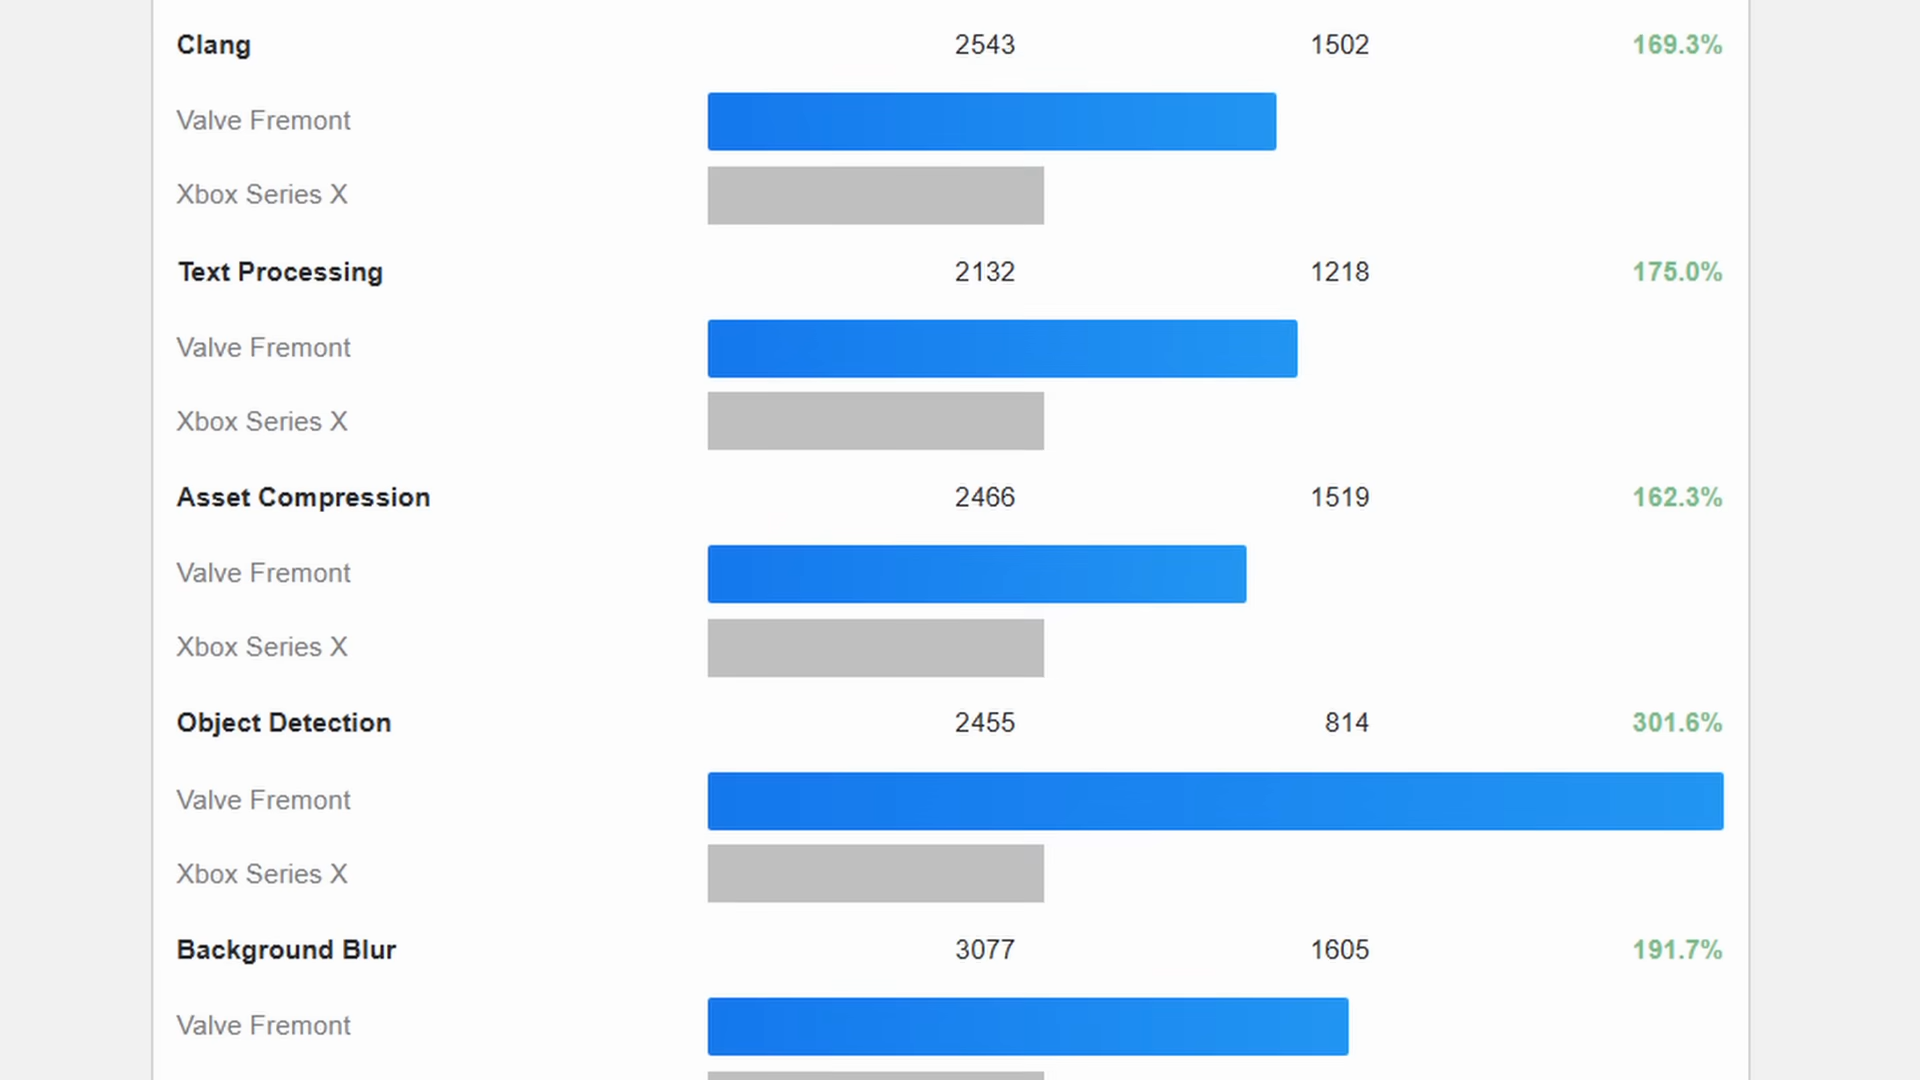 Clang 2543 1502 169.3%
Valve Fremont
Xbox Series X
Text Processing 2132 1218 175.0%
Valve Fremont
Xbox Series X
Asset Compression 2466 1519 162.3%
Valve Fremont
Xbox Series X
Object Detection 2455 814 301.6%
Valve Fremont
Xbox Series X
Background Blur 3077 1605 191.7%
Valve Fremont